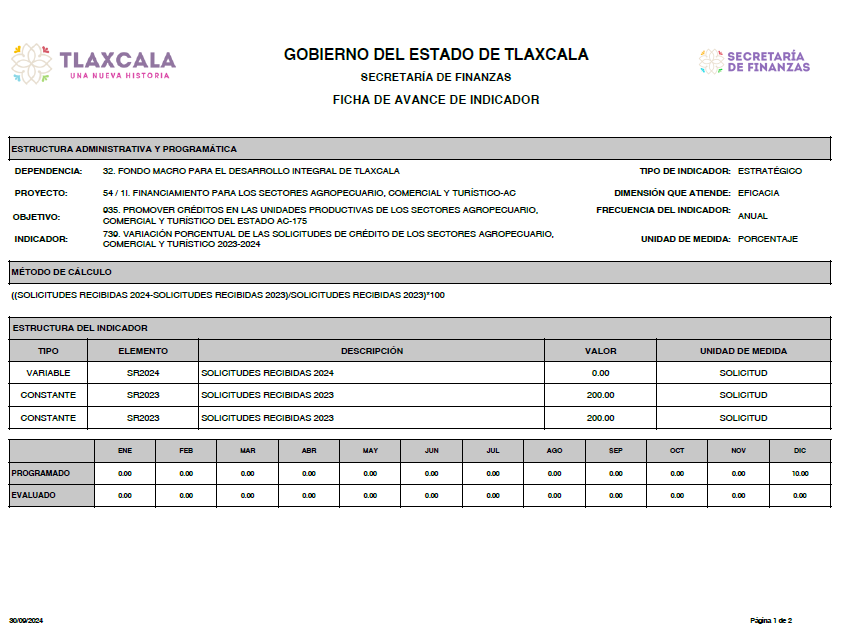 TLAXCALA
UNA NUEVA HISTORIA
GOBIERNO DEL ESTADO DE TLAXCALA
SECRETARÍA DE FINANZAS
FICHA DE AVANCE DE INDICADOR
SECRETARÍA
DE FINANZAS
ESTRUCTURA ADMINISTRATIVA Y PROGRAMÁTICA
DEPENDENCIA: 32. FONDO MACRO PARA EL DESARROLLO INTEGRAL DE TLAXCALA TIPO DE INDICADOR: ESTRATÉGICO
PROYECTO: 54 / 1I. FINANCIAMIENTO PARA LOS SECTORES AGROPECUARIO, COMERCIAL Y TURÍSTICO-AC DIMENSIÓN QUE ATIENDE: EFICACIA
OBJETIVO: 935. PROMOVER CRÉDITOS EN LAS UNIDADES PRODUCTIVAS DE LOS SECTORES AGROPECUARIO,
COMERCIAL Y TURÍSTICO DEL ESTADO AC-175
FRECUENCIA DEL INDICADOR: ANUAL
INDICADOR: 739. VARIACIÓN PORCENTUAL DE LAS SOLICITUDES DE CRÉDITO DE LOS SECTORES AGROPECUARIO,
COMERCIAL Y TURÍSTICO 2023-2024
UNIDAD DE MEDIDA: PORCENTAJE
MÉTODO DE CÁLCULO
((SOLICITUDES RECIBIDAS 2024-SOLICITUDES RECIBIDAS 2023)/SOLICITUDES RECIBIDAS 2023)*100
ESTRUCTURA DEL INDICADOR
TIPO ELEMENTO DESCRIPCIÓN VALOR UNIDAD DE MEDIDA
VARIABLE SR2024 SOLICITUDES RECIBIDAS 2024 0.00 SOLICITUD
CONSTANTE SR2023 SOLICITUDES RECIBIDAS 2023 200.00 SOLICITUD
CONSTANTE SR2023 SOLICITUDES RECIBIDAS 2023 200.00 SOLICITUD
ENE FEB MAR ABR MAY JUN JUL AGO SEP OCT NOV DIC
PROGRAMADO 0.00 0.00 0.00 0.00 0.00 0.00 0.00 0.00 0.00 0.00 0.00 10.00
EVALUADO 0.00 0.00 0.00 0.00 0.00 0.00 0.00 0.00 0.00 0.00 0.00 0.00
30/09/2024 Página 1 de 2